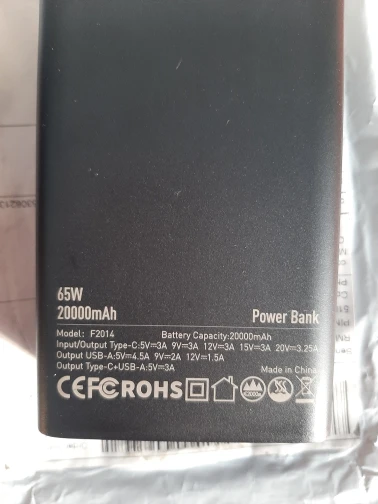 65W
20000mAh
Power Bank
Model: F2014
Battery Capacity:20000mAh
Input/Output Type-C:5V⎓3A 9V⎓3A 12V⎓3A 15V⎓3A 20V⎓3.25A
Output USB-A:5V⎓4.5A 9V⎓2A 12V⎓1.5A
Output Type-C+USB-A:5V⎓3A
Made in China
CE FC ROHS